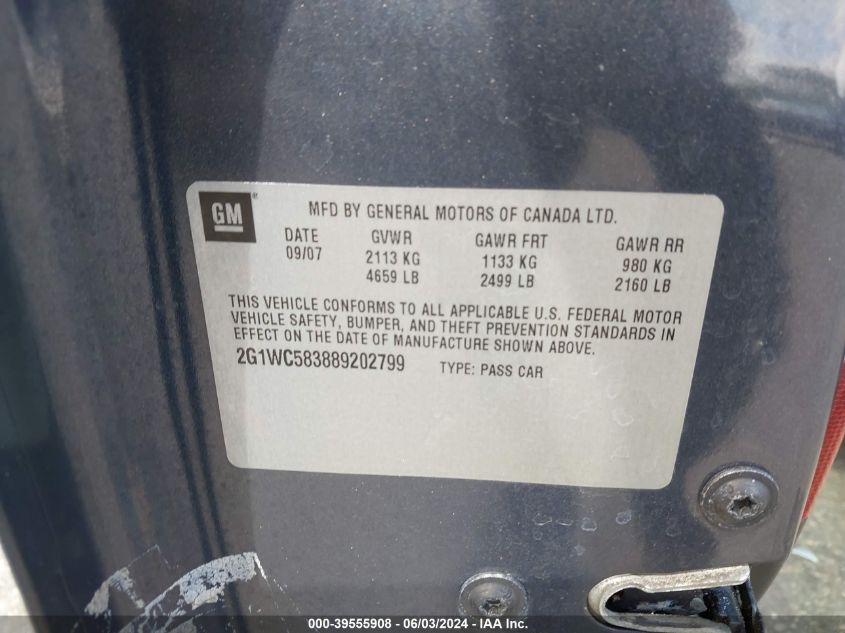 GM®
MFD BY GENERAL MOTORS OF CANADA LTD.
DATE GVWR GAWR FRT GAWR RR
09/07 2113 KG 1133 KG 980 KG
4659 LB 2499 LB 2160 LB
THIS VEHICLE CONFORMS TO ALL APPLICABLE U.S. FEDERAL MOTOR
VEHICLE SAFETY, BUMPER, AND THEFT PREVENTION STANDARDS IN
EFFECT ON THE DATE OF MANUFACTURE SHOWN ABOVE.
2G1WC583889202799 TYPE: PASS CAR
000-39555908 - 06/03/2024 - IAA Inc.